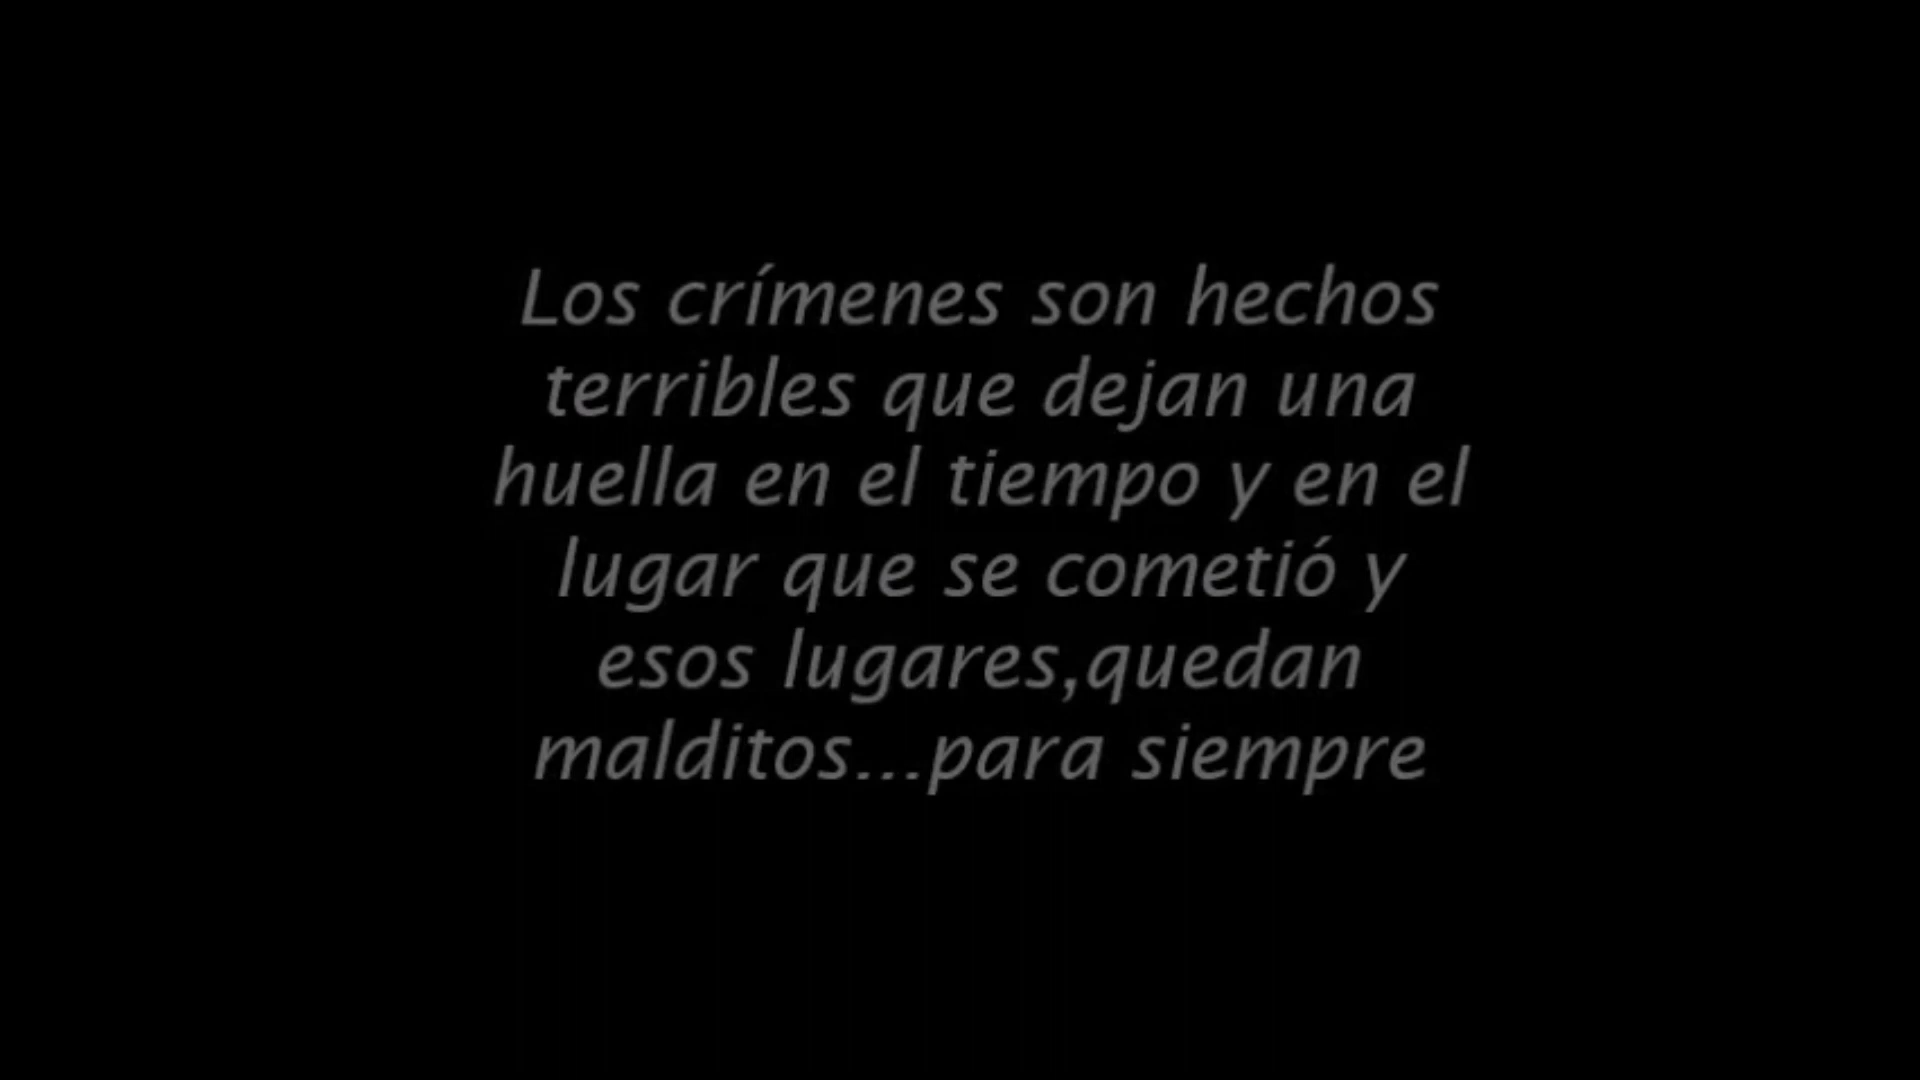 Los crímenes son hechos
terribles que dejan una
huella en el tiempo y en el
lugar que se cometió y
esos lugares,quedan
malditos...para siempre